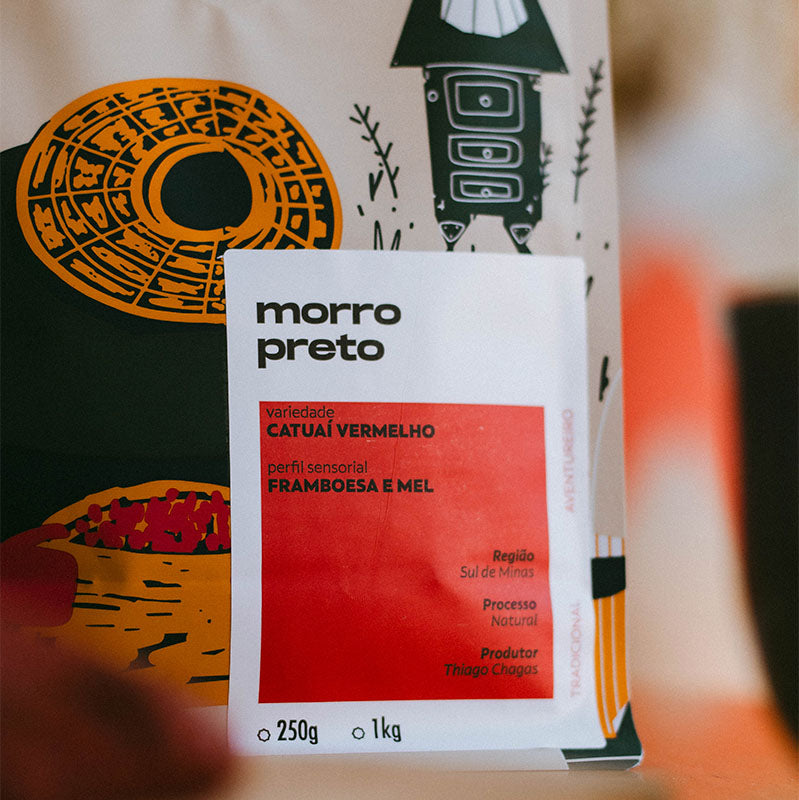 morro
preto
variedade
CATUAÍ VERMELHO
perfil sensorial
FRAMBOESA E MEL
Região
Sul de Minas
Processo
Natural
Produtor
Thiago Chagas
250g
1kg
AVENTUREIRO
TRADICIONAL